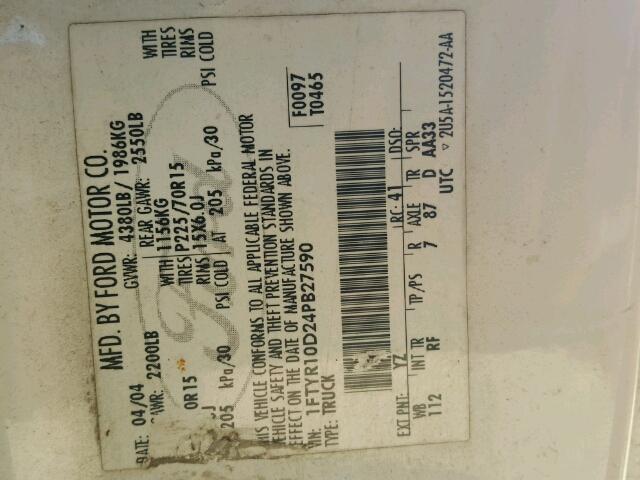 MFD. BY FORD MOTOR CO.
DATE: 04/04 GVWR: 4380LB/ 1986KG
GAWR: 2200LB REAR GAWR: 2550LB
1156KG WITH
0R15 TIRES P225/70R15 TIRES
RIMS 15X6.0J RIMS
205 kPa/30 PSI COLD AT 205 kPa/30 PSI COLD
THIS VEHICLE CONFORMS TO ALL APPLICABLE FEDERAL MOTOR
VEHICLE SAFETY AND THEFT PREVENTION STANDARDS IN
EFFECT ON THE DATE OF MANUFACTURE SHOWN ABOVE.
VIN: 1FTYR10D24PB27590
TYPE: TRUCK
F0097
T0465
EXT PNT: YZ RC: 41 DSO:
WB INT TR TP/PS R AXLE TR SPR
112 RF 7 87 D AA33
UTC ▽ 2U5A-1520472-AA
Ford